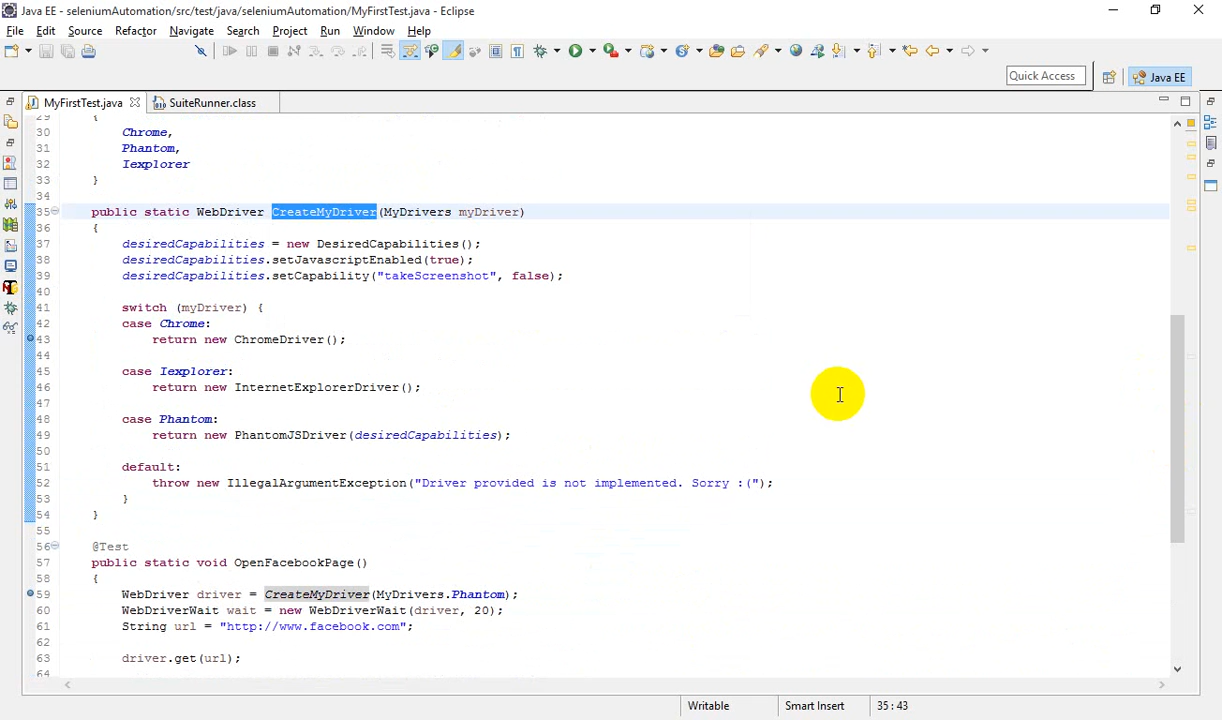 Java EE - seleniumAutomation/src/test/java/seleniumAutomation/MyFirstTest.java - Eclipse
File Edit Source Refactor Navigate Search Project Run Window Help
Quick Access
Java EE
MyFirstTest.java
SuiteRunner.class
29 {
30 Chrome,
31 Phantom,
32 Iexplorer
33 }
34
35 public static WebDriver CreateMyDriver(MyDrivers myDriver)
36 {
37 desiredCapabilities = new DesiredCapabilities();
38 desiredCapabilities.setJavascriptEnabled(true);
39 desiredCapabilities.setCapability("takeScreenshot", false);
40
41 switch (myDriver) {
42 case Chrome:
43 return new ChromeDriver();
44
45 case Iexplorer:
46 return new InternetExplorerDriver();
47
48 case Phantom:
49 return new PhantomJSDriver(desiredCapabilities);
50
51 default:
52 throw new IllegalArgumentException("Driver provided is not implemented. Sorry :(");
53 }
54 }
55
56 @Test
57 public static void OpenFacebookPage()
58 {
59 WebDriver driver = CreateMyDriver(MyDrivers.Phantom);
60 WebDriverWait wait = new WebDriverWait(driver, 20);
61 String url = "http://www.facebook.com";
62
63 driver.get(url);
64
Writable Smart Insert 35 : 43